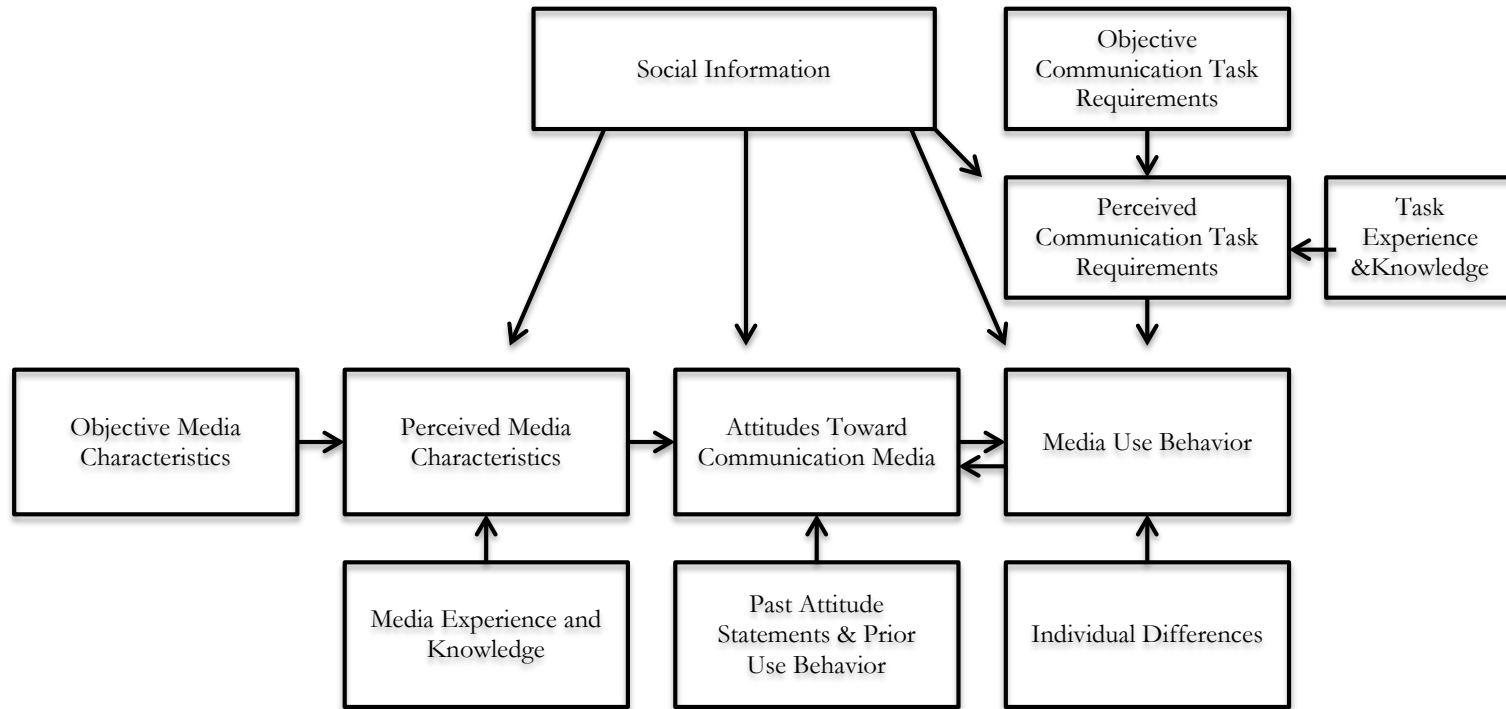 Social Information
Objective
Communication Task
Requirements
Perceived
Communication Task
Requirements
Task
Experience
&Knowledge
Objective Media
Characteristics
Perceived Media
Characteristics
Attitudes Toward
Communication Media
Media Use Behavior
Media Experience and
Knowledge
Past Attitude
Statements & Prior
Use Behavior
Individual Differences